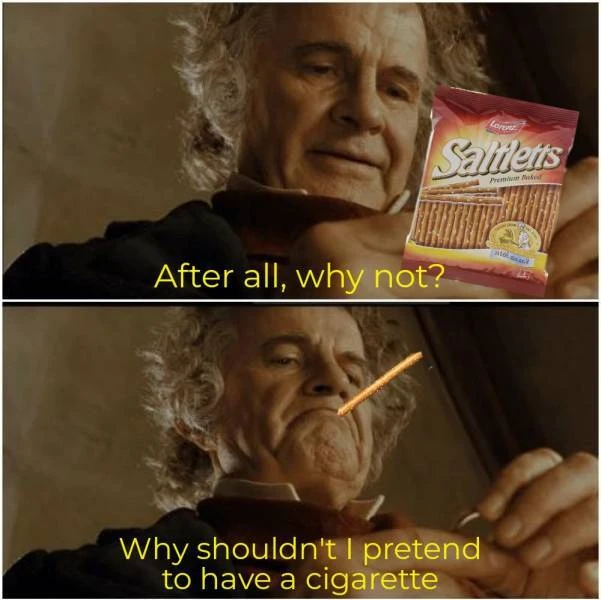 Lorenz
Saltletts
Premium Baked
After all, why not?
Why shouldn't I pretend
to have a cigarette